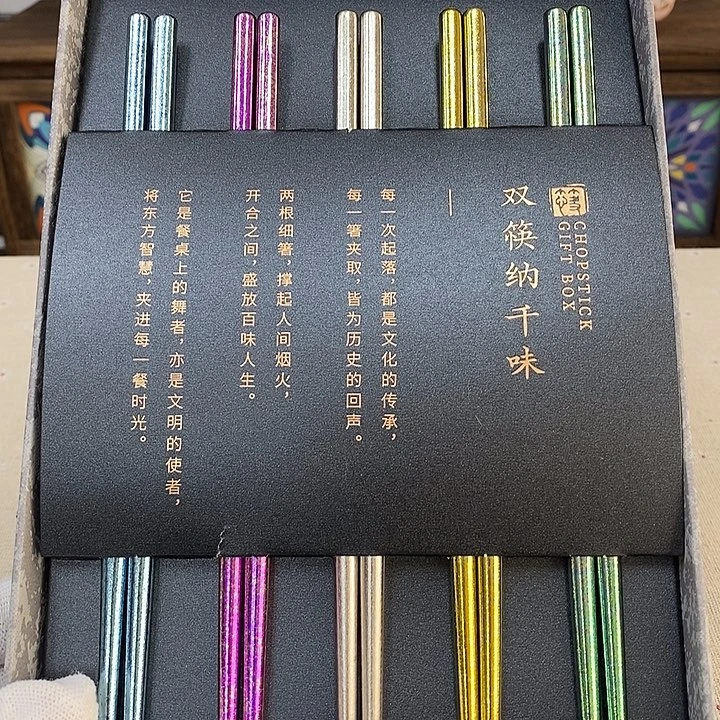 箸
CHOPSTICK
GIFT BOX
双筷纳千味
每一次起落，都是文化的传承，
每一箸夹取，皆为历史的回声。
两根细箸，撑起人间烟火，
开合之间，盛放百味人生。
它是餐桌上的舞者，亦是文明的使者，
将东方智慧，夹进每一餐时光。